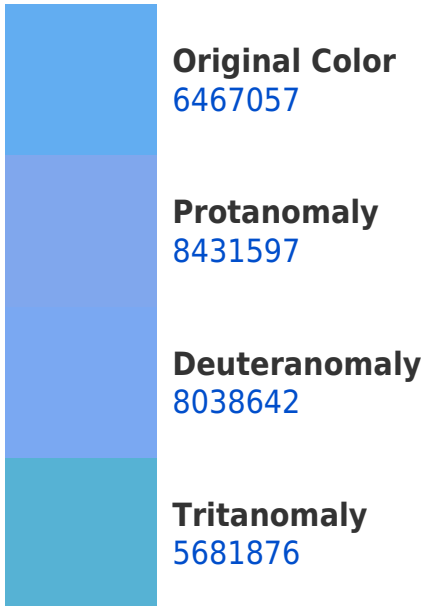 Original Color
6467057
Protanomaly
8431597
Deuteranomaly
8038642
Tritanomaly
5681876